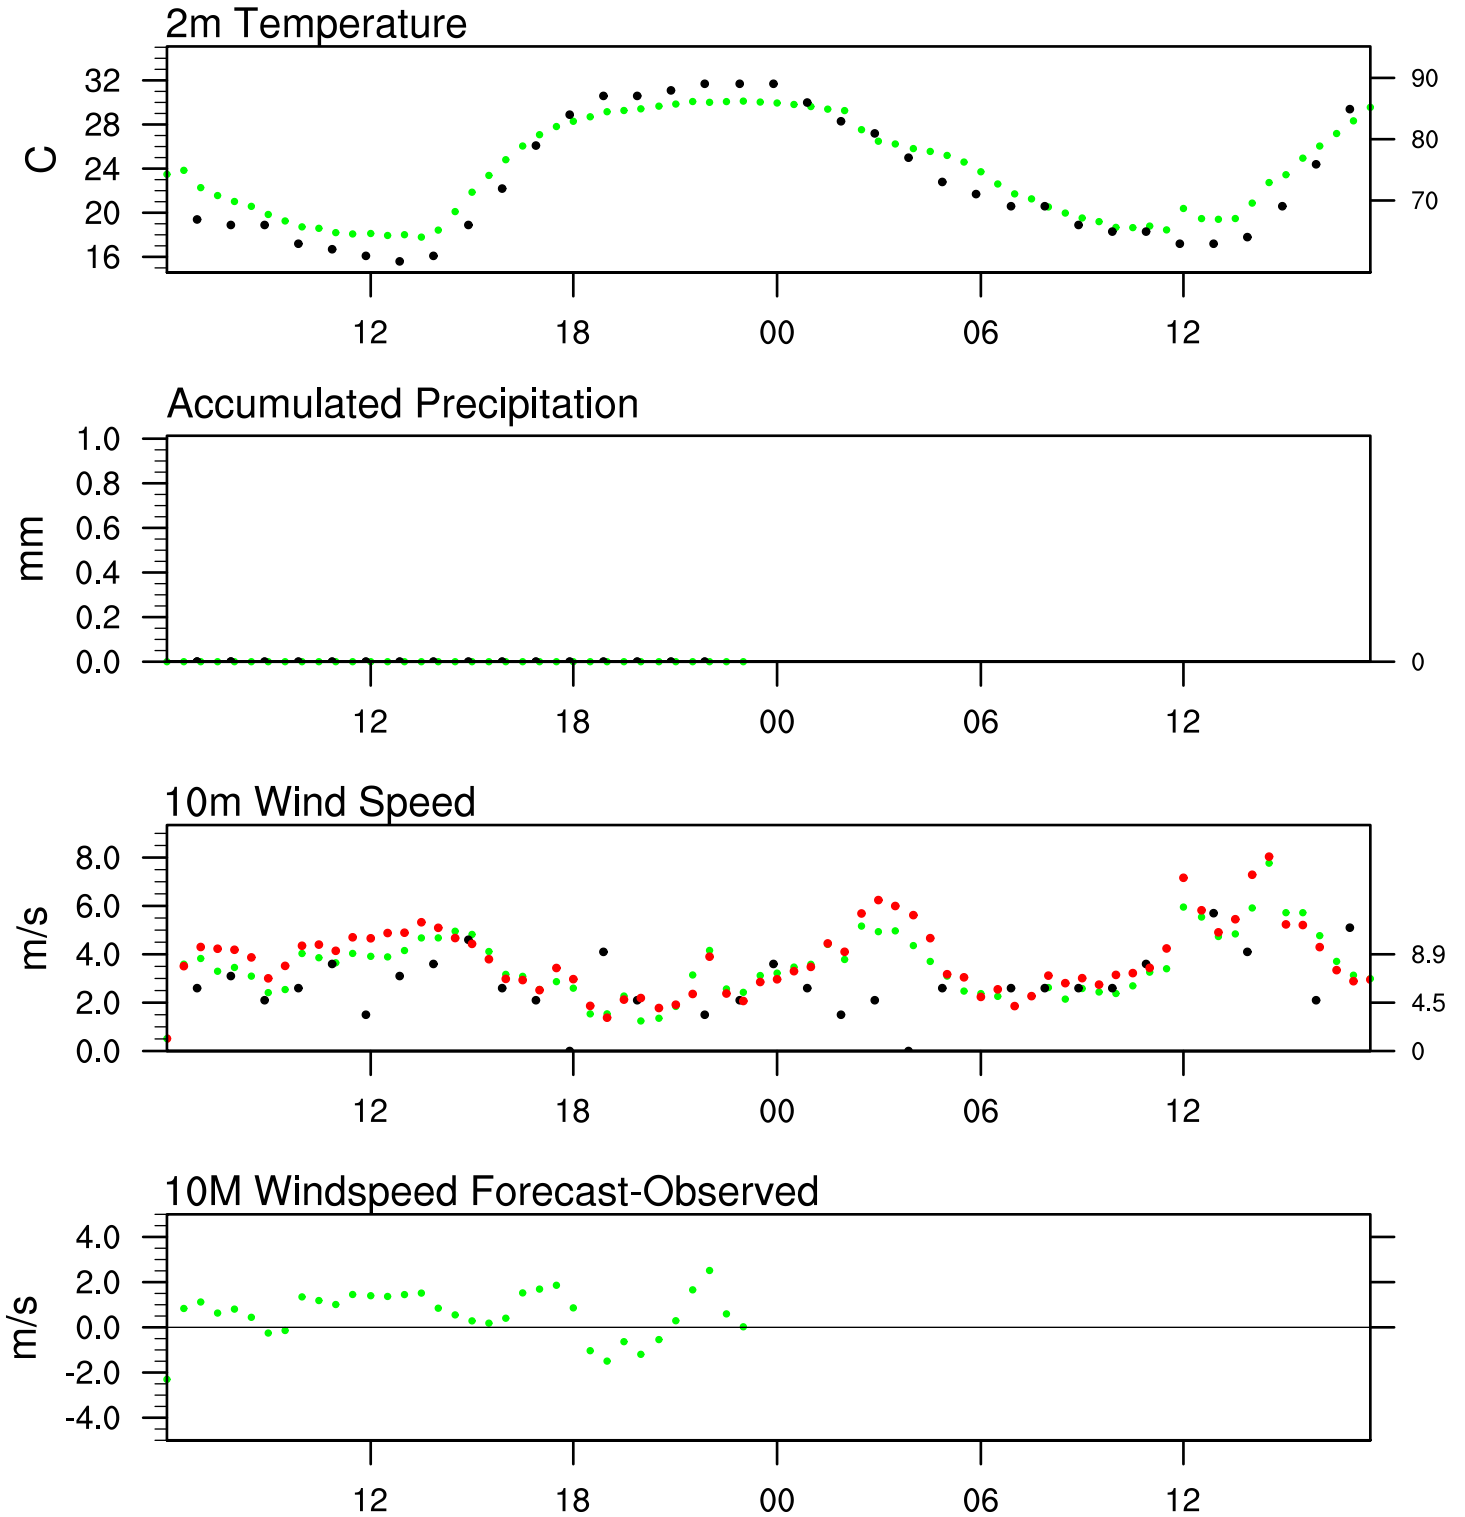 2m Temperature
32
28
24
20
16
C
90
80
70
12 18 00 06 12
Accumulated Precipitation
1.0
0.8
0.6
0.4
0.2
0.0
mm
0
12 18 00 06 12
10m Wind Speed
8.0
6.0
4.0
2.0
0.0
m/s
8.9
4.5
0
12 18 00 06 12
10M Windspeed Forecast-Observed
4.0
2.0
0.0
-2.0
-4.0
m/s
12 18 00 06 12